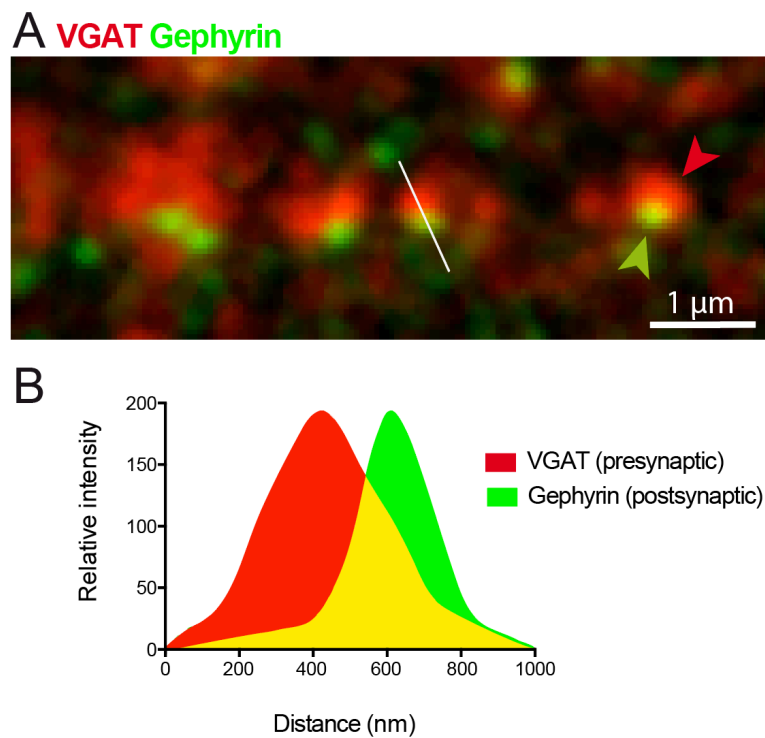 A VGAT Gephyrin
1 μm
B
200
150
100
50
0
Relative intensity
VGAT (presynaptic)
Gephyrin (postsynaptic)
0 200 400 600 800 1000
Distance (nm)